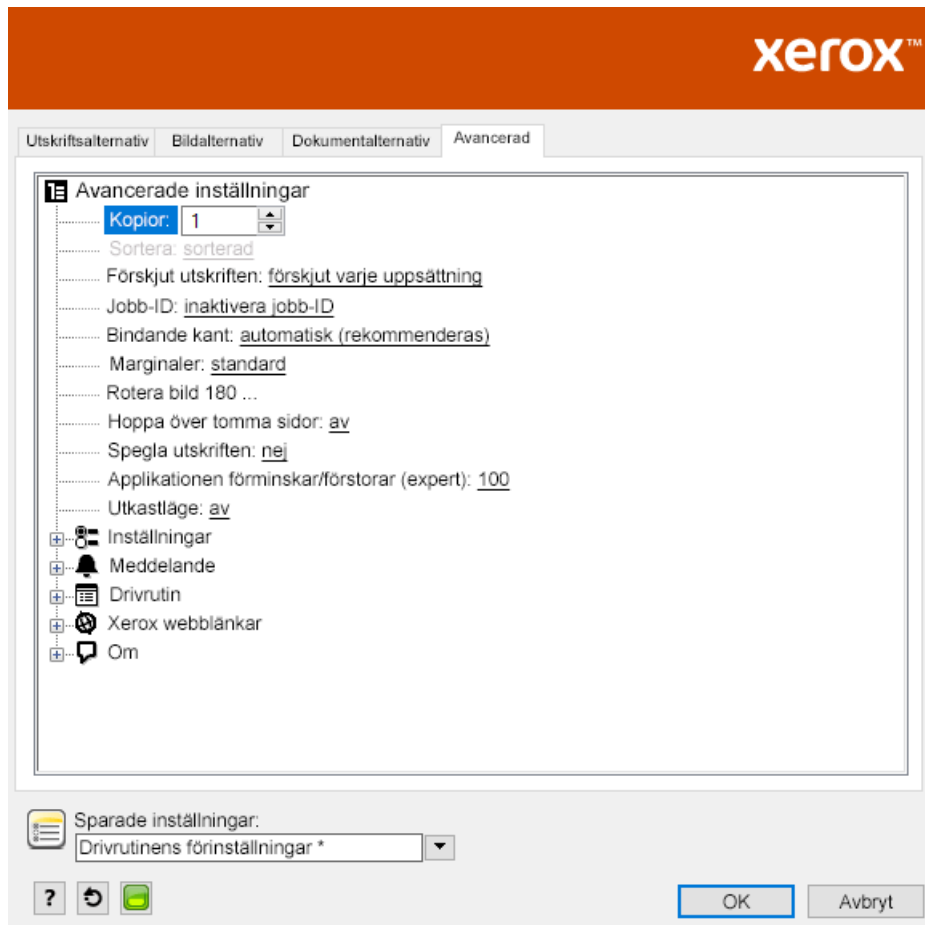 xerox™
Utskriftsalternativ Bildalternativ Dokumentalternativ Avancerad
Avancerade inställningar
Kopior: 1
Sortera: sorterad
Förskjut utskriften: förskjut varje uppsättning
Jobb-ID: inaktivera jobb-ID
Bindande kant: automatisk (rekommenderas)
Marginaler: standard
Rotera bild 180 ...
Hoppa över tomma sidor: av
Spegla utskriften: nej
Applikationen förminskar/förstorar (expert): 100
Utkastläge: av
Inställningar
Meddelande
Drivrutin
Xerox webblänkar
Om
Sparade inställningar:
Drivrutinens förinställningar *
?
OK Avbryt